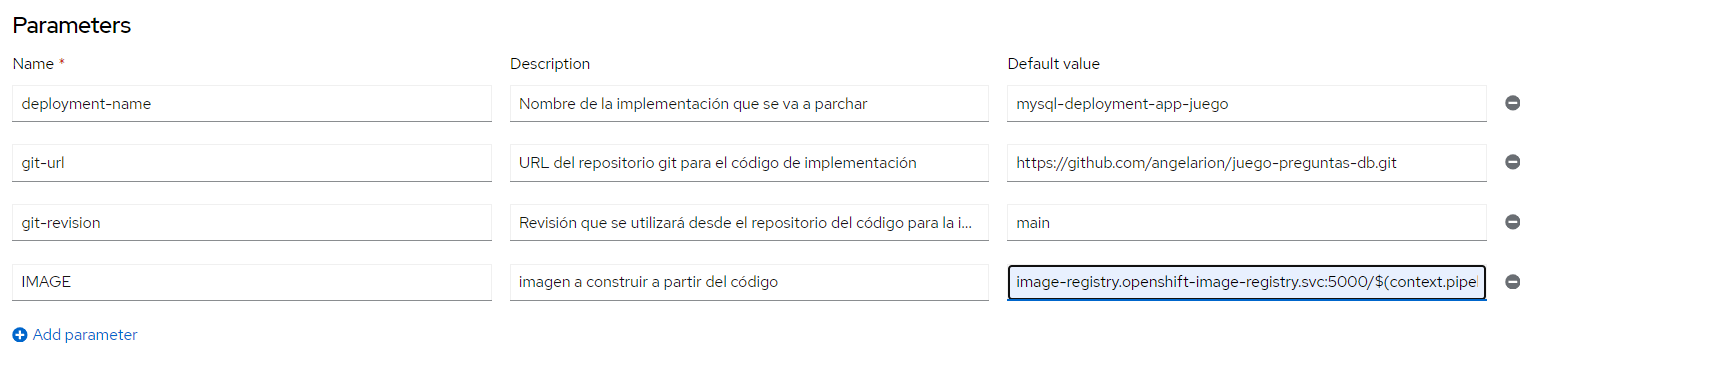 Parameters
Name * Description Default value
deployment-name Nombre de la implementación que se va a parchar mysql-deployment-app-juego
git-url URL del repositorio git para el código de implementación https://github.com/angelarion/juego-preguntas-db.git
git-revision Revisión que se utilizará desde el repositorio del código para la i... main
IMAGE imagen a construir a partir del código image-registry.openshift-image-registry.svc:5000/$(context.pipe
Add parameter